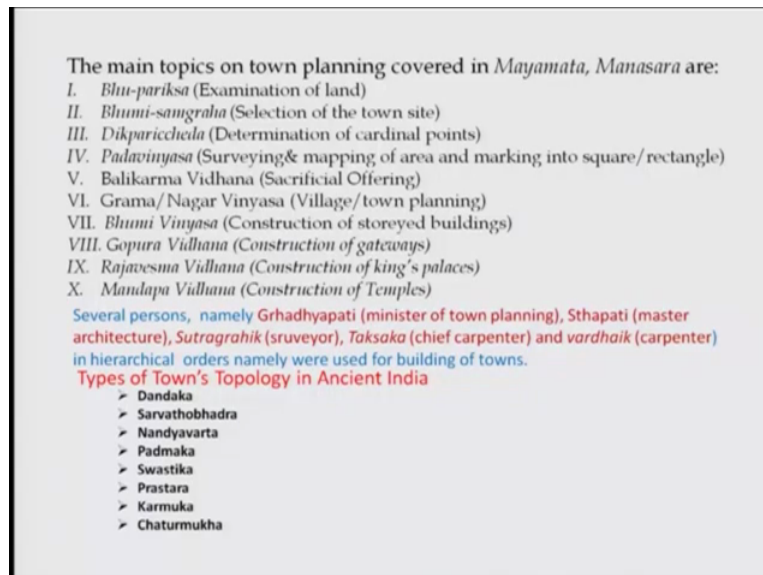 The main topics on town planning covered in Mayamata, Manasara are:
I. Bhu-pariksa (Examination of land)
II. Bhumi-samgraha (Selection of the town site)
III. Dikpariccheda (Determination of cardinal points)
IV. Padavinyasa (Surveying& mapping of area and marking into square/rectangle)
V. Balikarma Vidhana (Sacrificial Offering)
VI. Grama/Nagar Vinyasa (Village/town planning)
VII. Bhumi Vinyasa (Construction of storeyed buildings)
VIII. Gopura Vidhana (Construction of gateways)
IX. Rajavesma Vidhana (Construction of king's palaces)
X. Mandapa Vidhana (Construction of Temples)
Several persons, namely Grhadhyapati (minister of town planning), Sthapati (master
architecture), Sutragrahik (sruveyor), Taksaka (chief carpenter) and vardhaik (carpenter)
in hierarchical orders namely were used for building of towns.
Types of Town's Topology in Ancient India
➢ Dandaka
➢ Sarvathobhadra
➢ Nandyavarta
➢ Padmaka
➢ Swastika
➢ Prastara
➢ Karmuka
➢ Chaturmukha